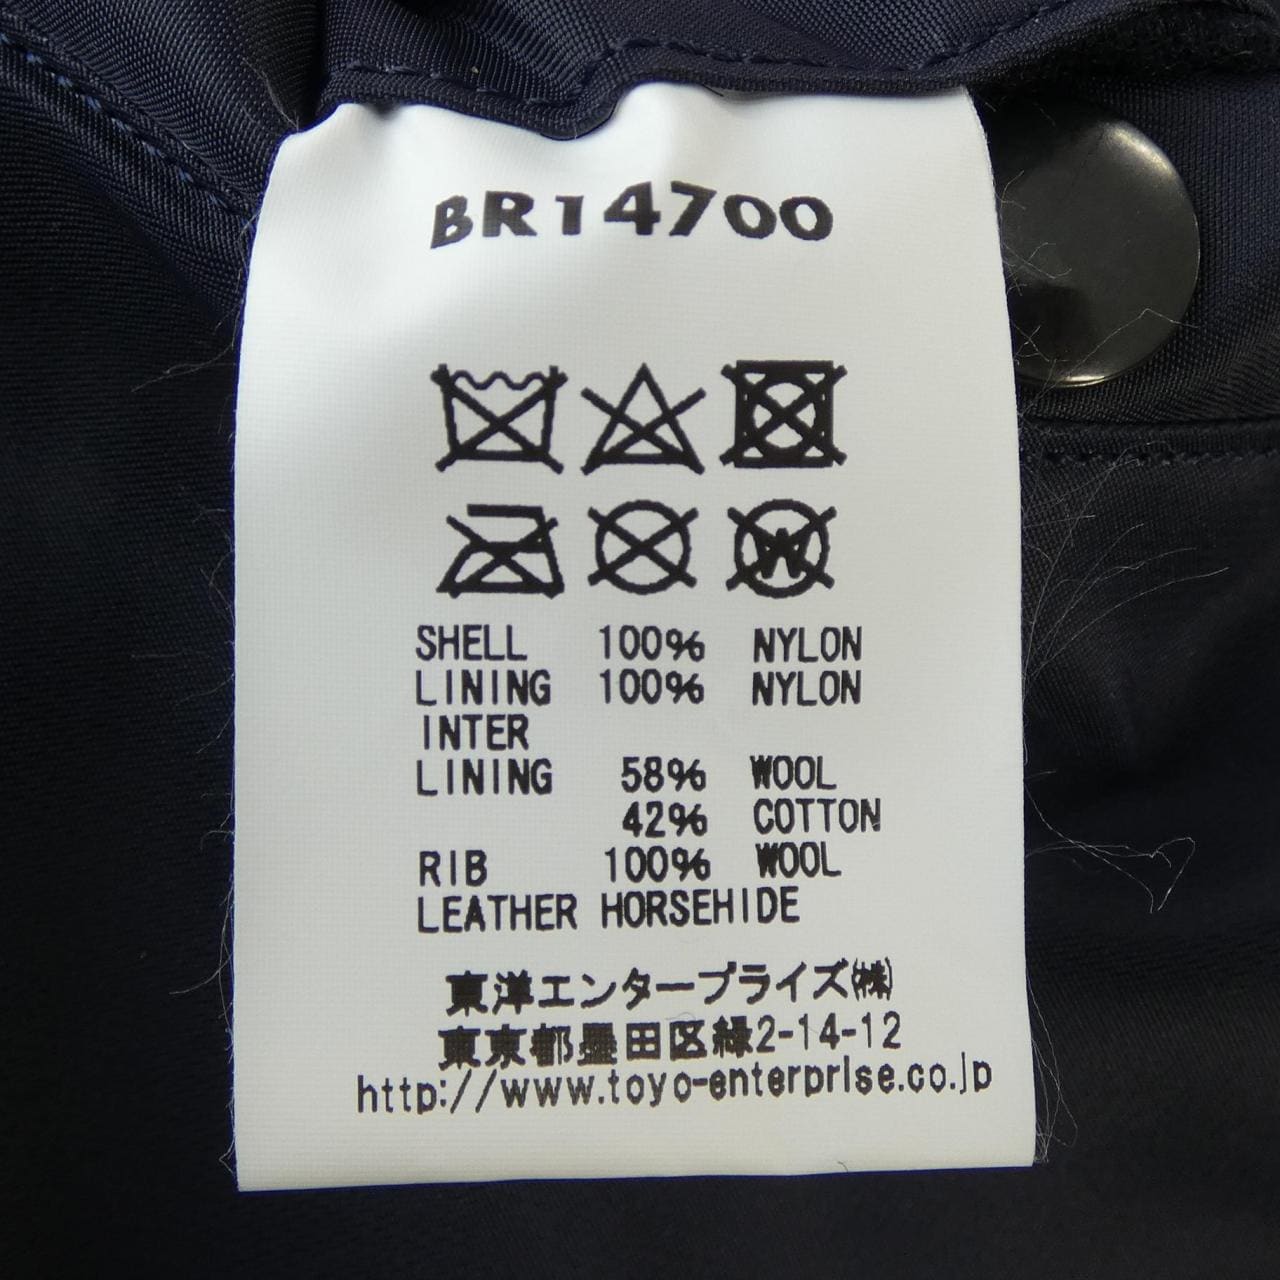 BR14700
W
SHELL 100% NYLON
LINING 100% NYLON
INTER
LINING 58% WOOL
42% COTTON
RIB 100% WOOL
LEATHER HORSEHIDE
東洋エンタープライズ㈱
東京都墨田区緑2-14-12
http://www.toyo-enterprise.co.jp